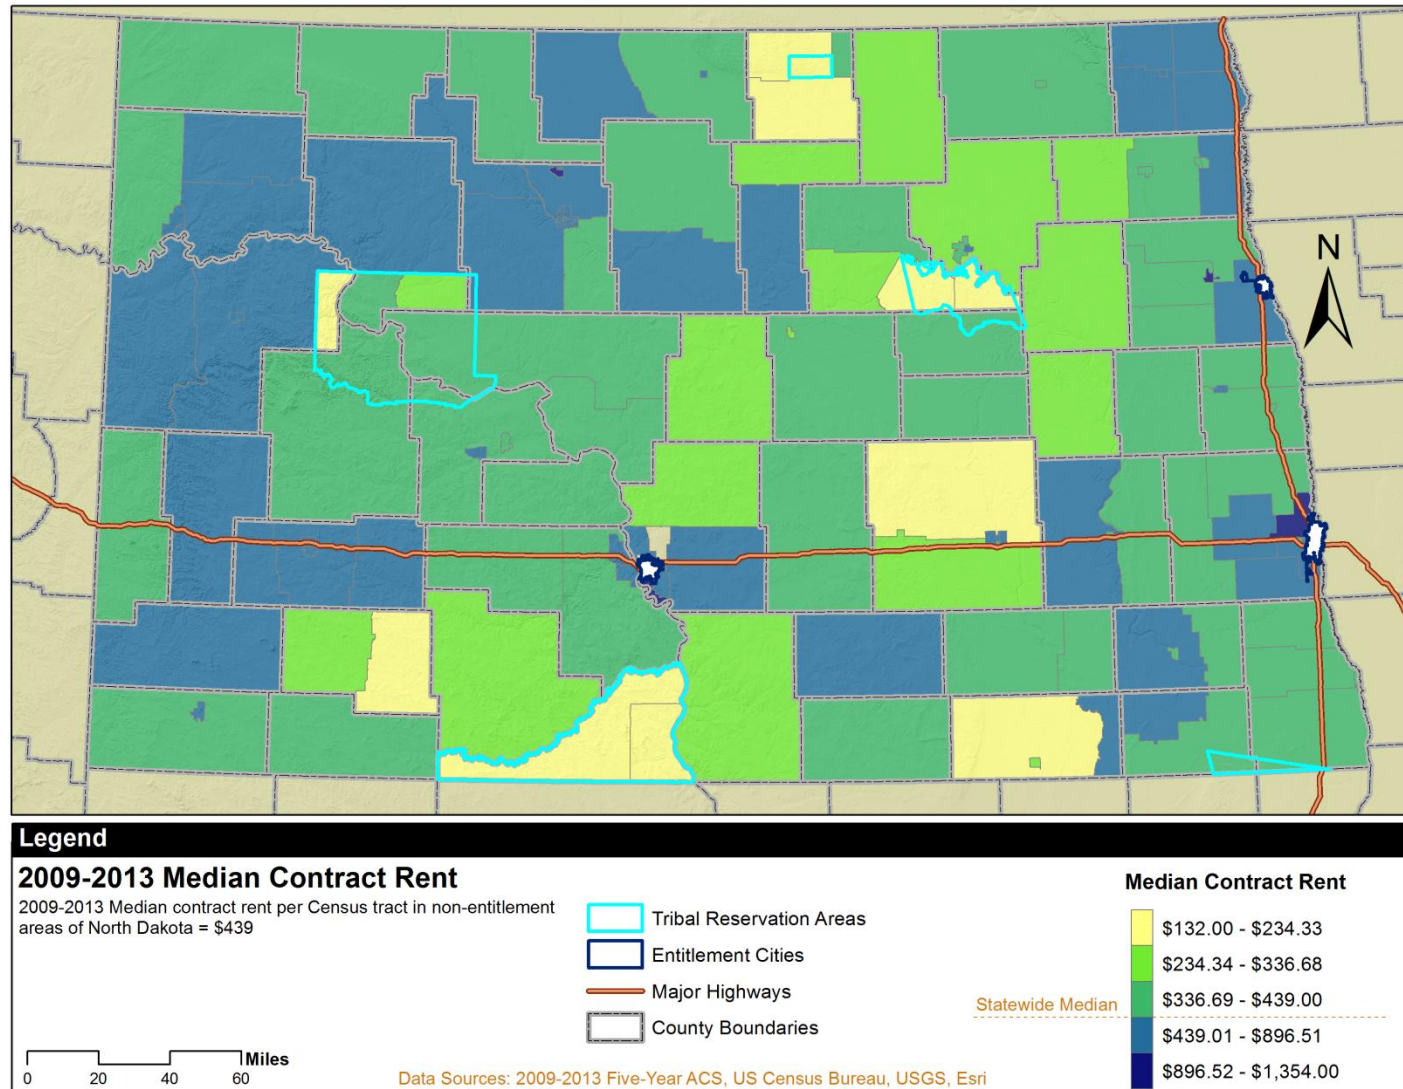 N
Legend
2009-2013 Median Contract Rent
2009-2013 Median contract rent per Census tract in non-entitlement
areas of North Dakota = $439
Miles
0 20 40 60
Tribal Reservation Areas
Entitlement Cities
Major Highways
County Boundaries
Data Sources: 2009-2013 Five-Year ACS, US Census Bureau, USGS, Esri
Median Contract Rent
$132.00 - $234.33
$234.34 - $336.68
$336.69 - $439.00
Statewide Median
$439.01 - $896.51
$896.52 - $1,354.00